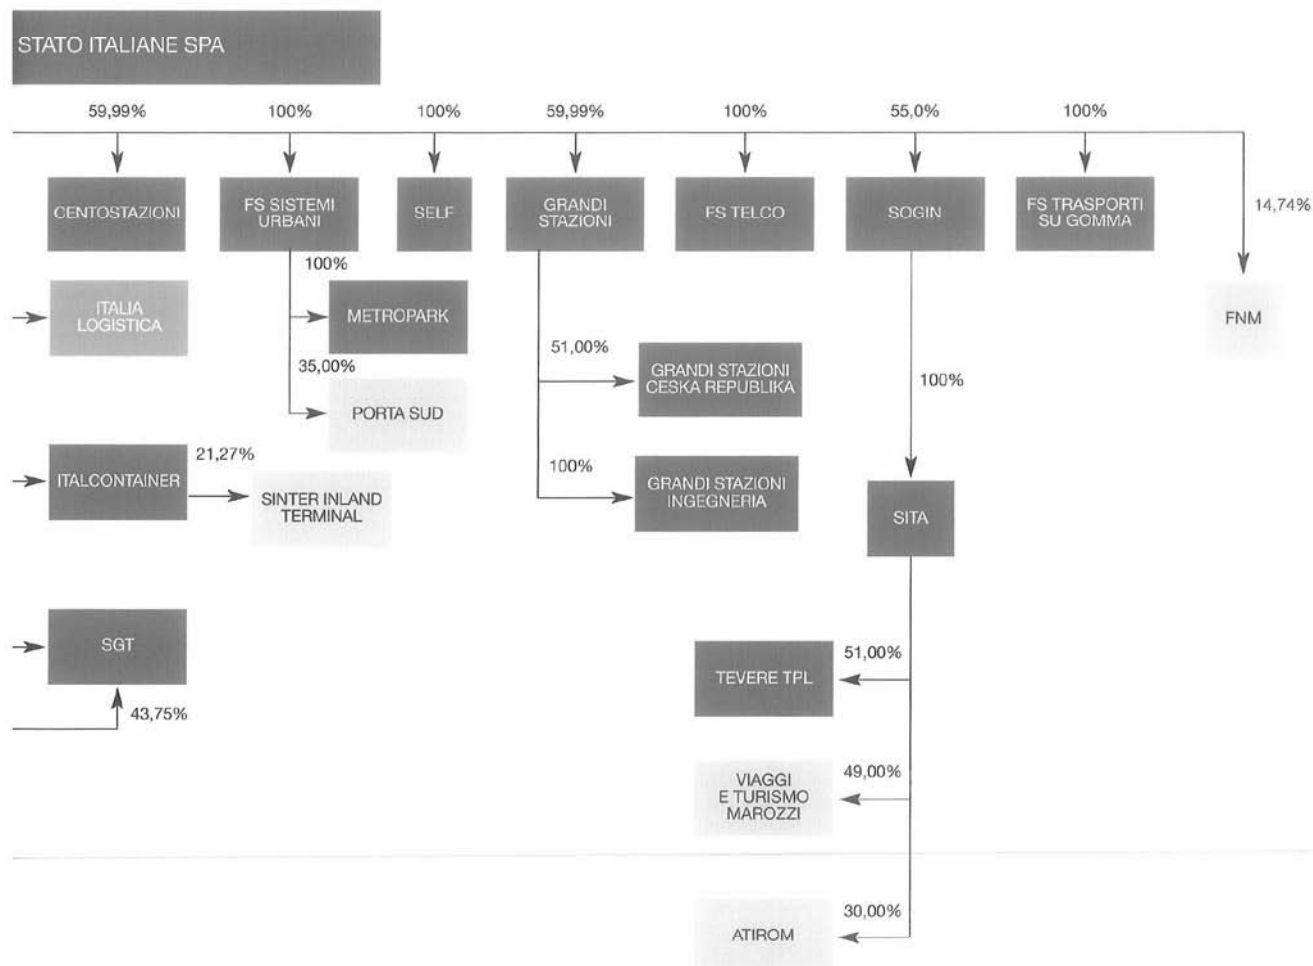 STATO ITALIANE SPA
59,99%
100%
100%
59,99%
100%
55,0%
100%
CENTOSTAZIONI
FS SISTEMI
URBANI
SELF
GRANDI
STAZIONI
FS TELCO
SOGIN
FS TRASPORTI
SU GOMMA
14,74%
100%
ITALIA
LOGISTICA
METROPARK
FNM
35,00%
51,00%
GRANDI STAZIONI
CESKA REPUBLIKA
100%
PORTA SUD
21,27%
100%
ITALCONTAINER
SINTER INLAND
TERMINAL
GRANDI STAZIONI
INGEGNERIA
SITA
SGT
51,00%
TEVERE TPL
43,75%
49,00%
VIAGGI
E TURISMO
MAROZZI
30,00%
ATIROM